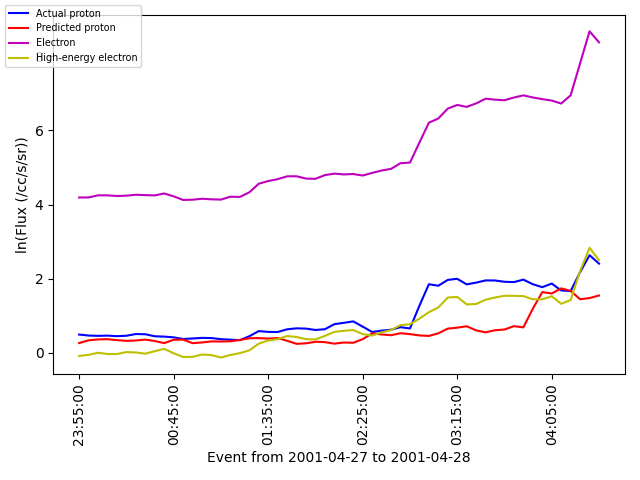 Actual proton
Predicted proton
Electron
High-energy electron
ln(Flux (/cc/s/sr))
6
4
2
0
23:55:00
00:45:00
01:35:00
02:25:00
03:15:00
04:05:00
Event from 2001-04-27 to 2001-04-28